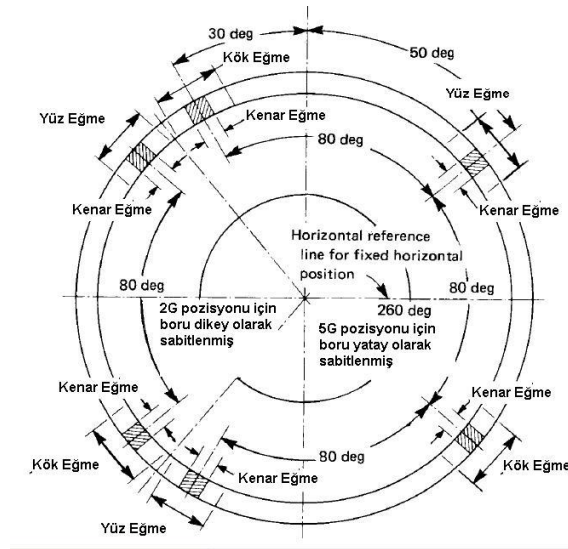 30 deg
50 deg
Kök Eğme
Yüz Eğme
Yüz Eğme
Kenar Eğme
80 deg
Kenar Eğme
Kenar Eğme
Horizontal reference
line for fixed horizontal
position
80 deg
260 deg
80 deg
2G pozisyonu için
boru dikey olarak
sabitlenmiş
5G pozisyonu için
boru yatay olarak
sabitlenmiş
Kenar Eğme
Kenar Eğme
80 deg
Kenar Eğme
Kök Eğme
Kök Eğme
Yüz Eğme